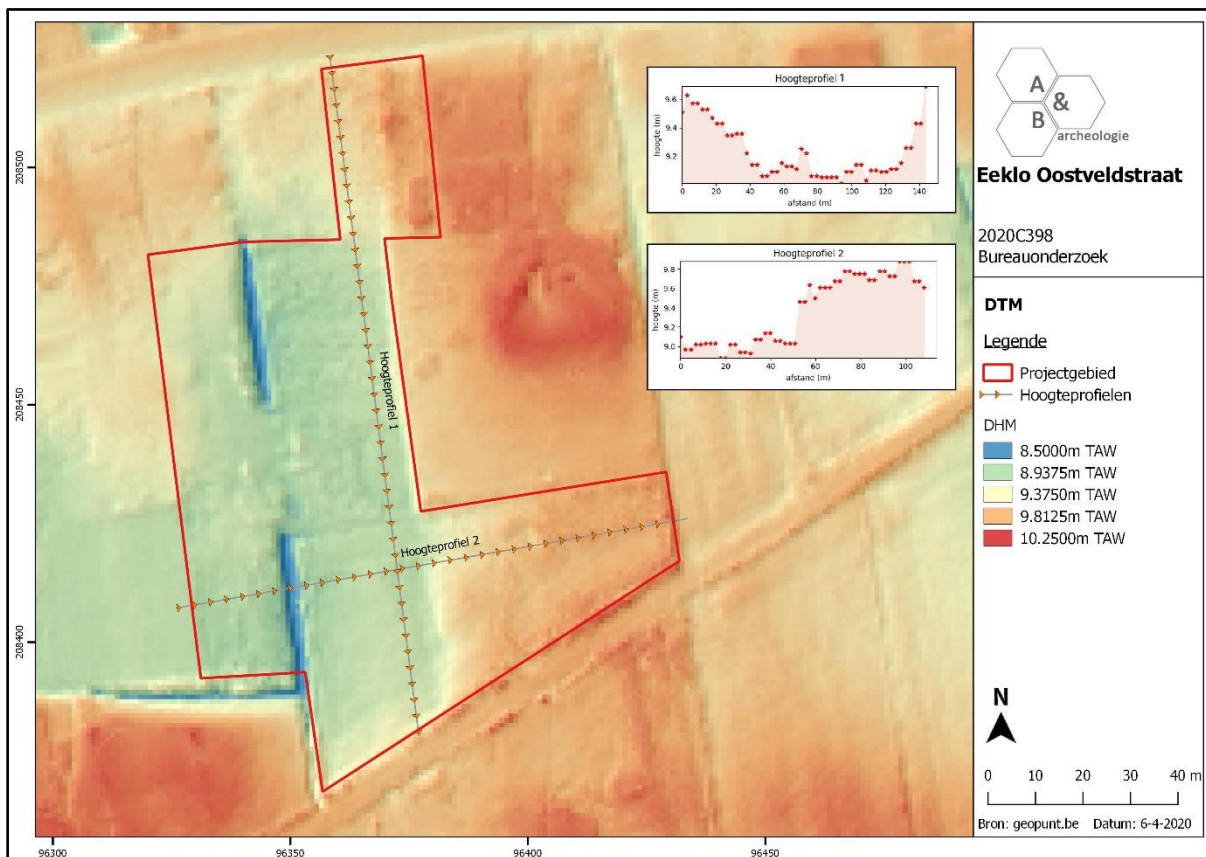 208500
208450
208400
96300
96350
96400
96450
Hoogteprofiel 1
Hoogteprofiel 2
Hoogteprofiel 1
hoogte (m)
9.6
9.4
9.2
0 20 40 60 80 100 120 140
afstand (m)
Hoogteprofiel 2
hoogte (m)
9.8
9.6
9.4
9.2
9.0
0 20 40 60 80 100
afstand (m)
A
&
B
archeologie
Eeklo Oostveldstraat
2020C398
Bureauonderzoek
DTM
Legende
Projectgebied
Hoogteprofielen
DHM
8.5000m TAW
8.9375m TAW
9.3750m TAW
9.8125m TAW
10.2500m TAW
N
0 10 20 30 40 m
Bron: geopunt.be Datum: 6-4-2020